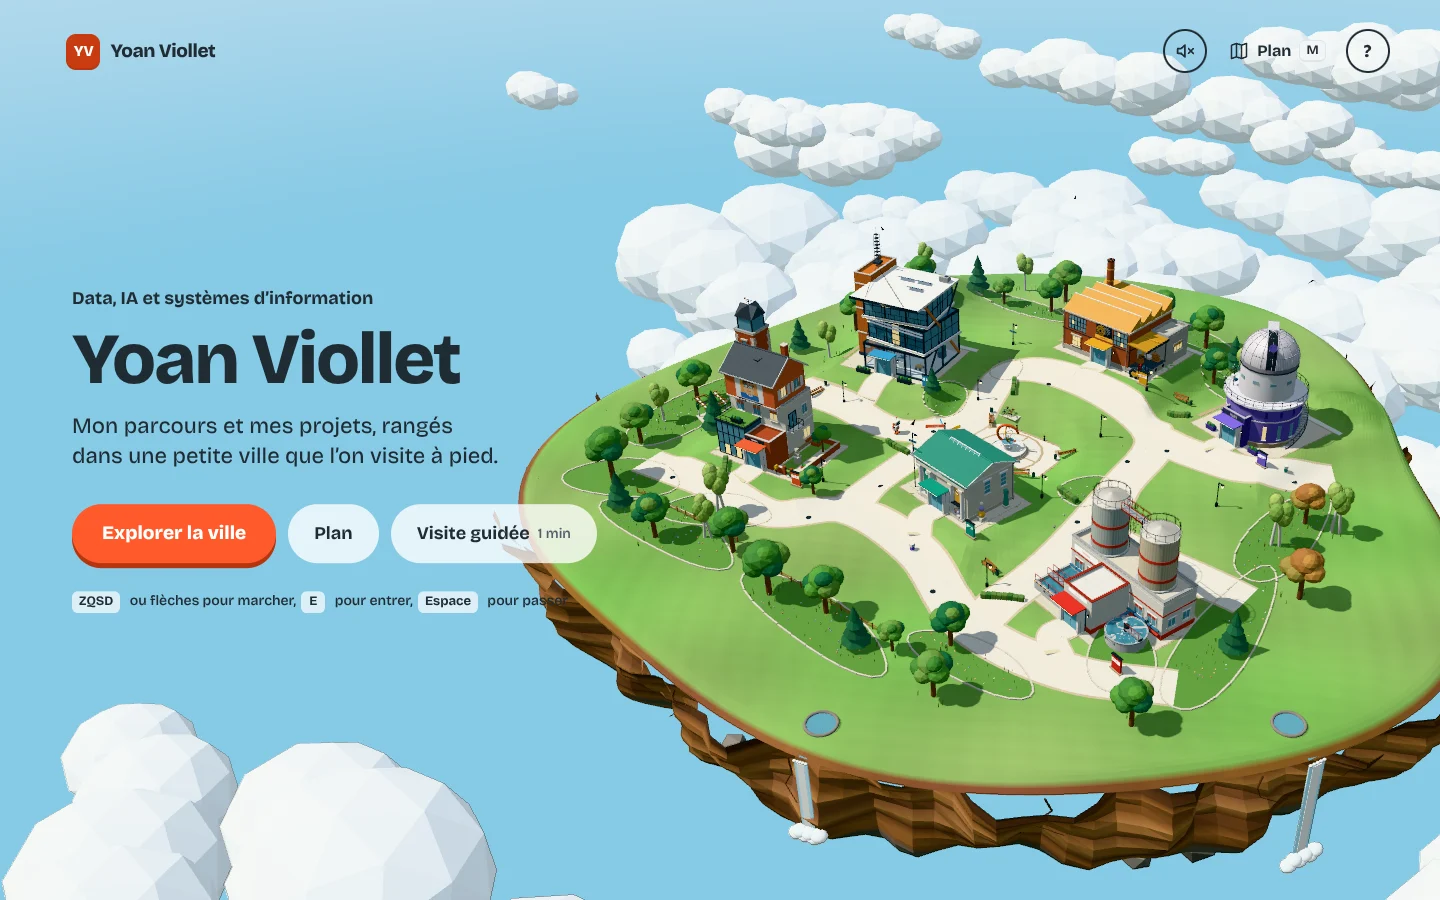 YV Yoan Viollet
Plan M ?
Data, IA et systèmes d'information
Yoan Viollet
Mon parcours et mes projets, rangés
dans une petite ville que l'on visite à pied.
Explorer la ville Plan Visite guidée 1 min
ZQSD ou flèches pour marcher, E pour entrer, Espace pour passer